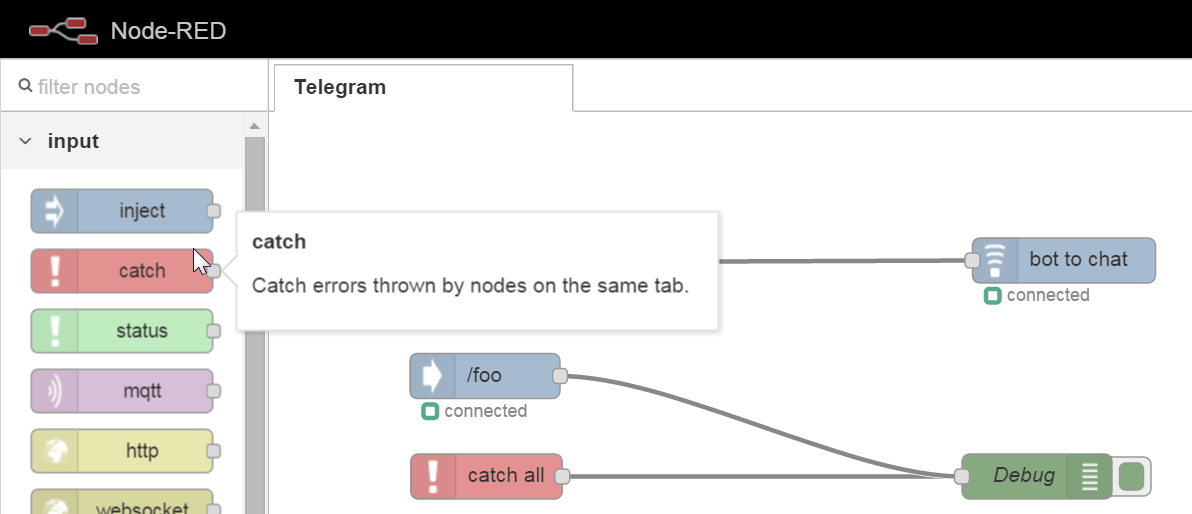 Node-RED
filter nodes
Telegram
input
inject
catch
catch
Catch errors thrown by nodes on the same tab.
bot to chat
connected
status
mqtt
/foo
connected
http
catch all
Debug
websocket